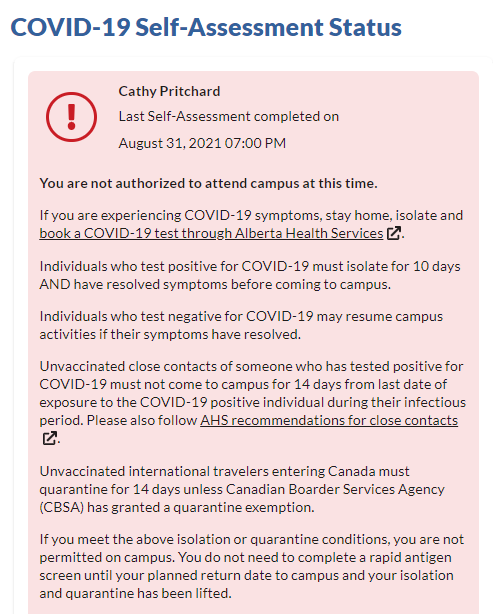 COVID-19 Self-Assessment Status
Cathy Pritchard
Last Self-Assessment completed on
August 31, 2021 07:00 PM
You are not authorized to attend campus at this time.
If you are experiencing COVID-19 symptoms, stay home, isolate and
book a COVID-19 test through Alberta Health Services.
Individuals who test positive for COVID-19 must isolate for 10 days
AND have resolved symptoms before coming to campus.
Individuals who test negative for COVID-19 may resume campus
activities if their symptoms have resolved.
Unvaccinated close contacts of someone who has tested positive for
COVID-19 must not come to campus for 14 days from last date of
exposure to the COVID-19 positive individual during their infectious
period. Please also follow AHS recommendations for close contacts
.
Unvaccinated international travelers entering Canada must
quarantine for 14 days unless Canadian Boarder Services Agency
(CBSA) has granted a quarantine exemption.
If you meet the above isolation or quarantine conditions, you are not
permitted on campus. You do not need to complete a rapid antigen
screen until your planned return date to campus and your isolation
and quarantine has been lifted.